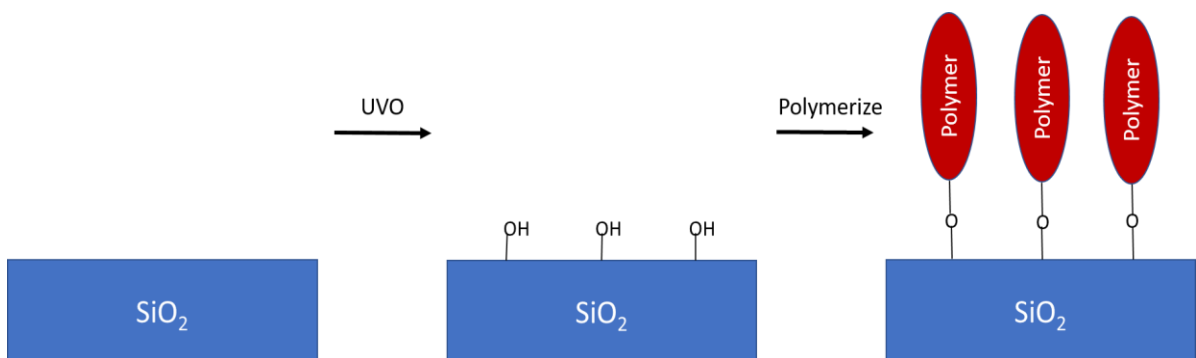 UVO
Polymerize
Polymer
Polymer
Polymer
OH
OH
OH
O
O
O
SiO₂
SiO₂
SiO₂